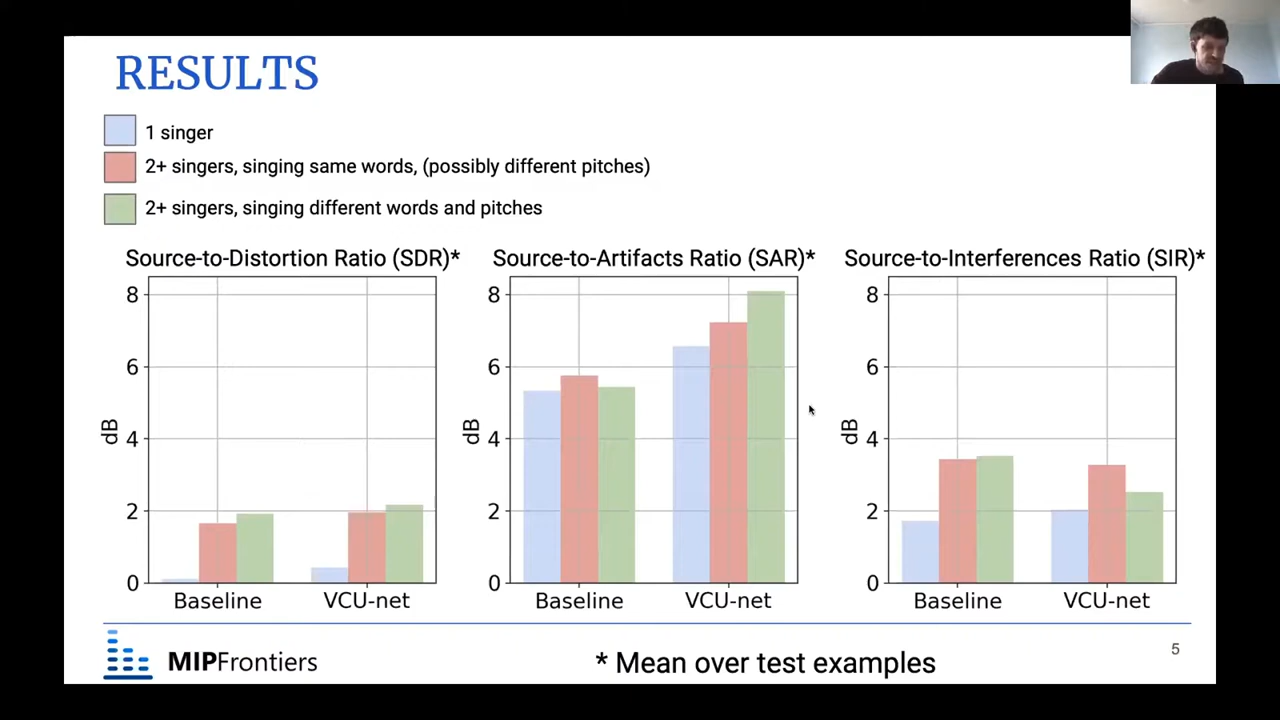 RESULTS
1 singer
2+ singers, singing same words, (possibly different pitches)
2+ singers, singing different words and pitches
Source-to-Distortion Ratio (SDR)*
8
6
4
2
0
dB
Baseline
VCU-net
Source-to-Artifacts Ratio (SAR)*
8
6
4
2
0
dB
Baseline
VCU-net
Source-to-Interferences Ratio (SIR)*
8
6
4
2
0
dB
Baseline
VCU-net
MIPFrontiers
* Mean over test examples
5